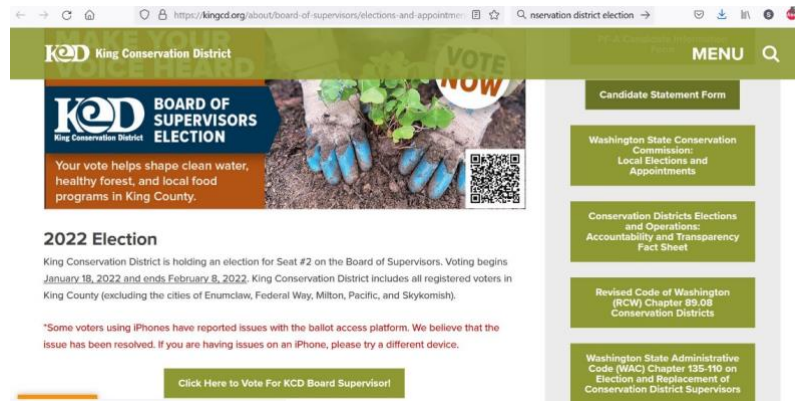 https://kingcd.org/about/board-of-supervisors/elections-and-appointmen
nservation district election →
KCD King Conservation District
MENU
MAKE YOUR
VOICE HEARD
VOTE
NOW
KCD
King Conservation District
BOARD OF
SUPERVISORS
ELECTION
Your vote helps shape clean water,
healthy forest, and local food
programs in King County.
2022 Election
King Conservation District is holding an election for Seat #2 on the Board of Supervisors. Voting begins
January 18, 2022 and ends February 8, 2022. King Conservation District includes all registered voters in
King County (excluding the cities of Enumclaw, Federal Way, Milton, Pacific, and Skykomish).
*Some voters using iPhones have reported issues with the ballot access platform. We believe that the
issue has been resolved. If you are having issues on an iPhone, please try a different device.
Click Here to Vote For KCD Board Supervisor!
Candidate Statement Form
Washington State Conservation
Commission:
Local Elections and
Appointments
Conservation Districts Elections
and Operations:
Accountability and Transparency
Fact Sheet
Revised Code of Washington
(RCW) Chapter 89.08
Conservation Districts
Washington State Administrative
Code (WAC) Chapter 135-110 on
Election and Replacement of
Conservation District Supervisors